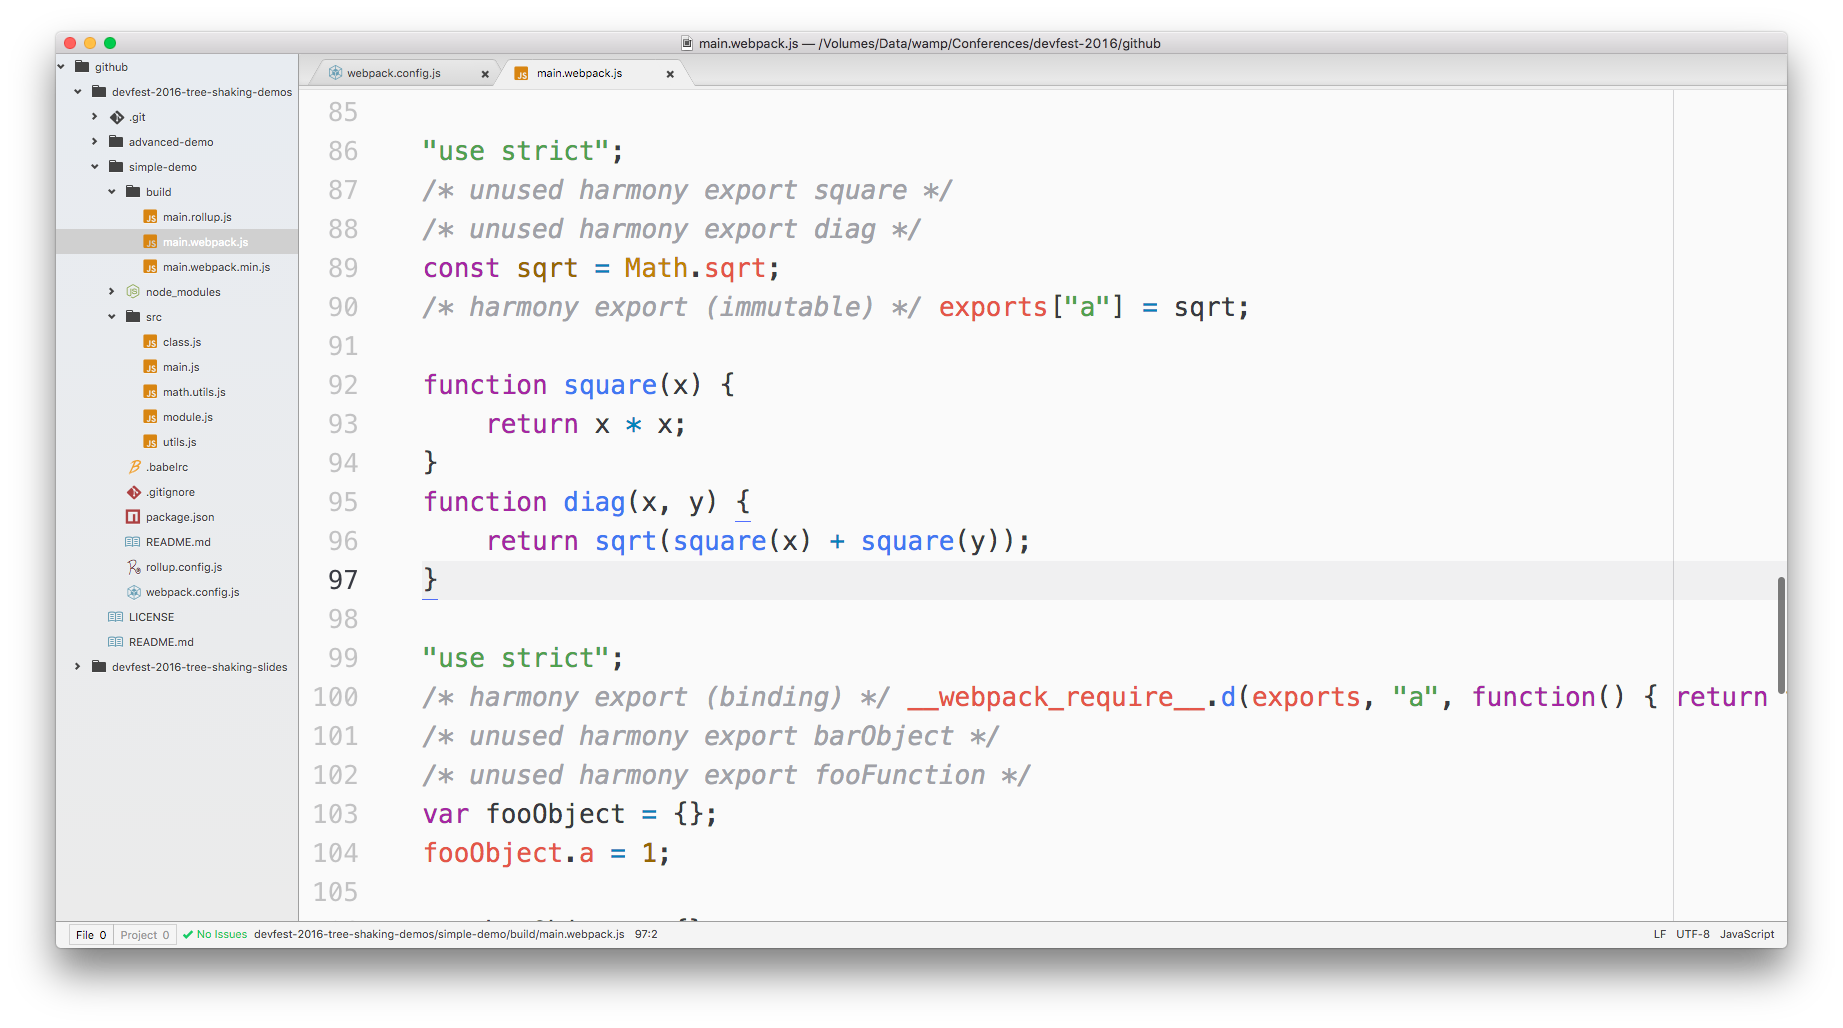 main.webpack.js — /Volumes/Data/wamp/Conferences/devfest-2016/github
github
devfest-2016-tree-shaking-demos
.git
advanced-demo
simple-demo
build
main.rollup.js
main.webpack.js
main.webpack.min.js
node_modules
src
class.js
main.js
math.utils.js
module.js
utils.js
.babelrc
.gitignore
package.json
README.md
rollup.config.js
webpack.config.js
LICENSE
README.md
devfest-2016-tree-shaking-slides
webpack.config.js
main.webpack.js
85
86 "use strict";
87 /* unused harmony export square */
88 /* unused harmony export diag */
89 const sqrt = Math.sqrt;
90 /* harmony export (immutable) */ exports["a"] = sqrt;
91
92 function square(x) {
93 return x * x;
94 }
95 function diag(x, y) {
96 return sqrt(square(x) + square(y));
97 }
98
99 "use strict";
100 /* harmony export (binding) */ __webpack_require__.d(exports, "a", function() { return
101 /* unused harmony export barObject */
102 /* unused harmony export fooFunction */
103 var fooObject = {};
104 fooObject.a = 1;
105
File 0 Project 0 No Issues devfest-2016-tree-shaking-demos/simple-demo/build/main.webpack.js 97:2 LF UTF-8 JavaScript